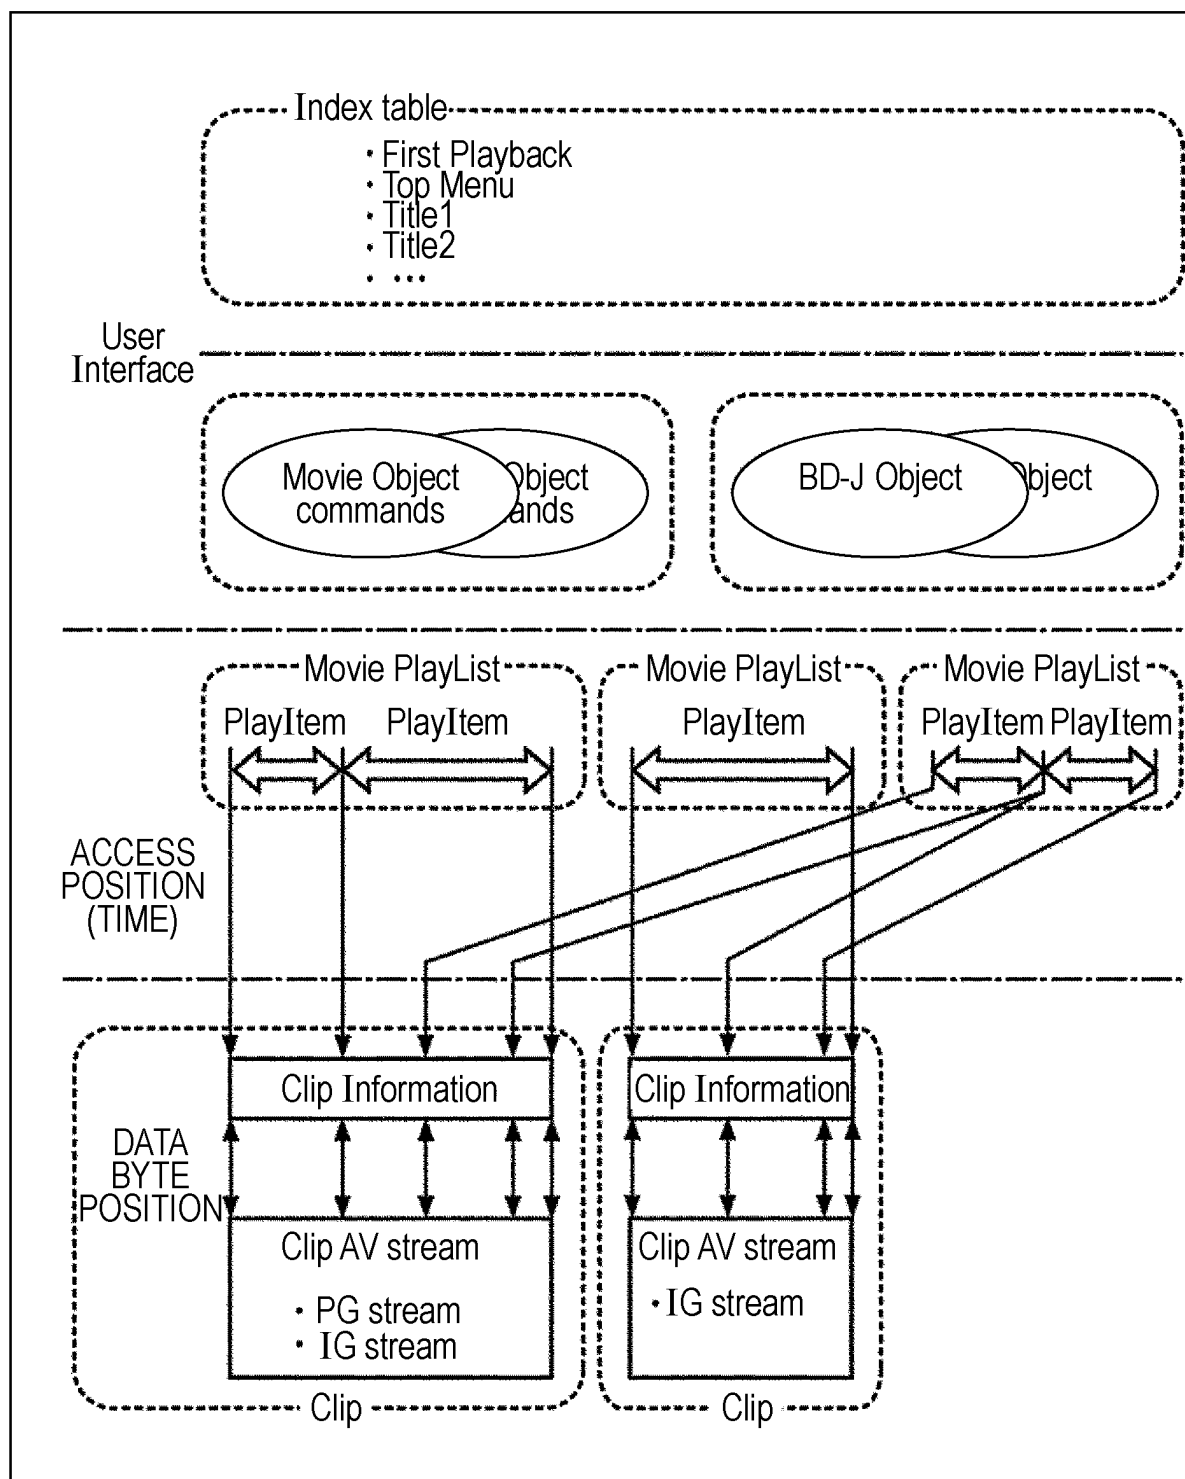 Index table
· First Playback
· Top Menu
· Title1
· Title2
· ···
User
Interface
Movie Object
commands
Object
ands
BD-J Object
bject
Movie PlayList
Movie PlayList
Movie PlayList
PlayItem
PlayItem
PlayItem
PlayItem
PlayItem
ACCESS
POSITION
(TIME)
Clip Information
Clip Information
DATA
BYTE
POSITION
Clip AV stream
· PG stream
· IG stream
Clip AV stream
· IG stream
Clip
Clip